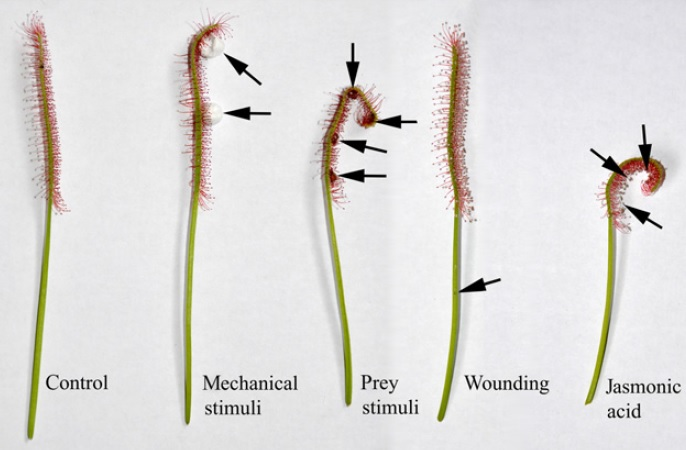 Control
Mechanical
stimuli
Prey
stimuli
Wounding
Jasmonic
acid